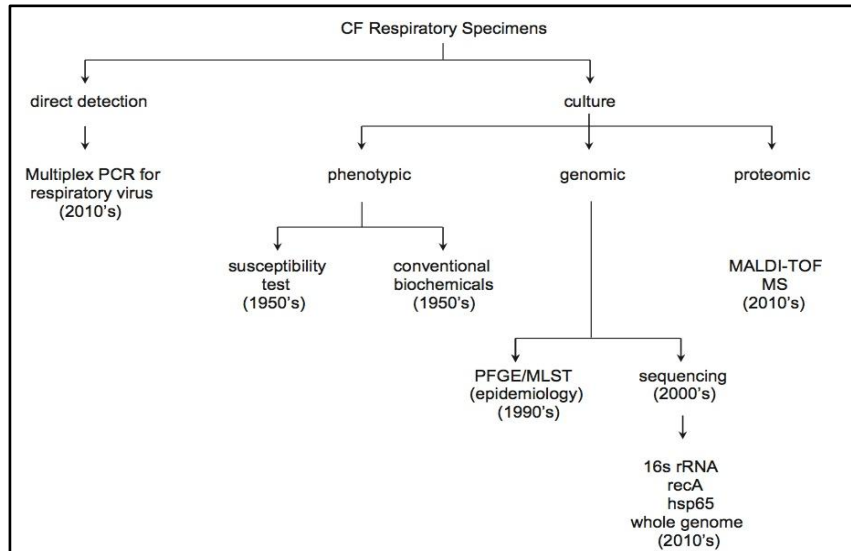 CF Respiratory Specimens
direct detection
culture
Multiplex PCR for
respiratory virus
(2010's)
phenotypic
genomic
proteomic
susceptibility
test
(1950's)
conventional
biochemicals
(1950's)
MALDI-TOF
MS
(2010's)
PFGE/MLST
(epidemiology)
(1990's)
sequencing
(2000's)
16s rRNA
recA
hsp65
whole genome
(2010's)